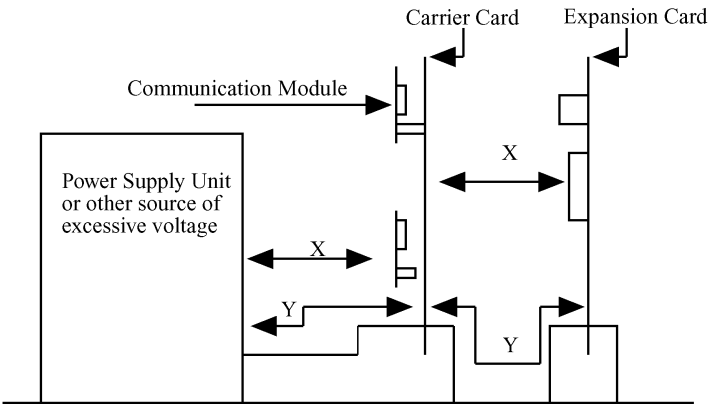 Carrier Card
Expansion Card
Communication Module
X
Power Supply Unit
or other source of
excessive voltage
X
Y
Y